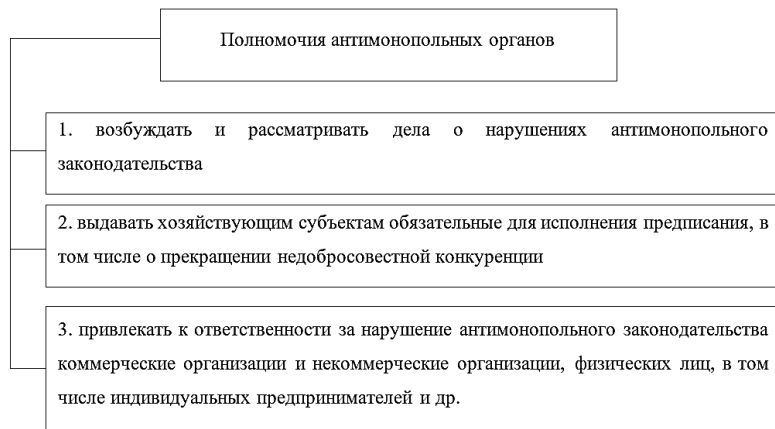 Полномочия антимонопольных органов
1. возбуждать и рассматривать дела о нарушениях антимонопольного
законодательства
2. выдавать хозяйствующим субъектам обязательные для исполнения предписания, в
том числе о прекращении недобросовестной конкуренции
3. привлекать к ответственности за нарушение антимонопольного законодательства
коммерческие организации и некоммерческие организации, физических лиц, в том
числе индивидуальных предпринимателей и др.